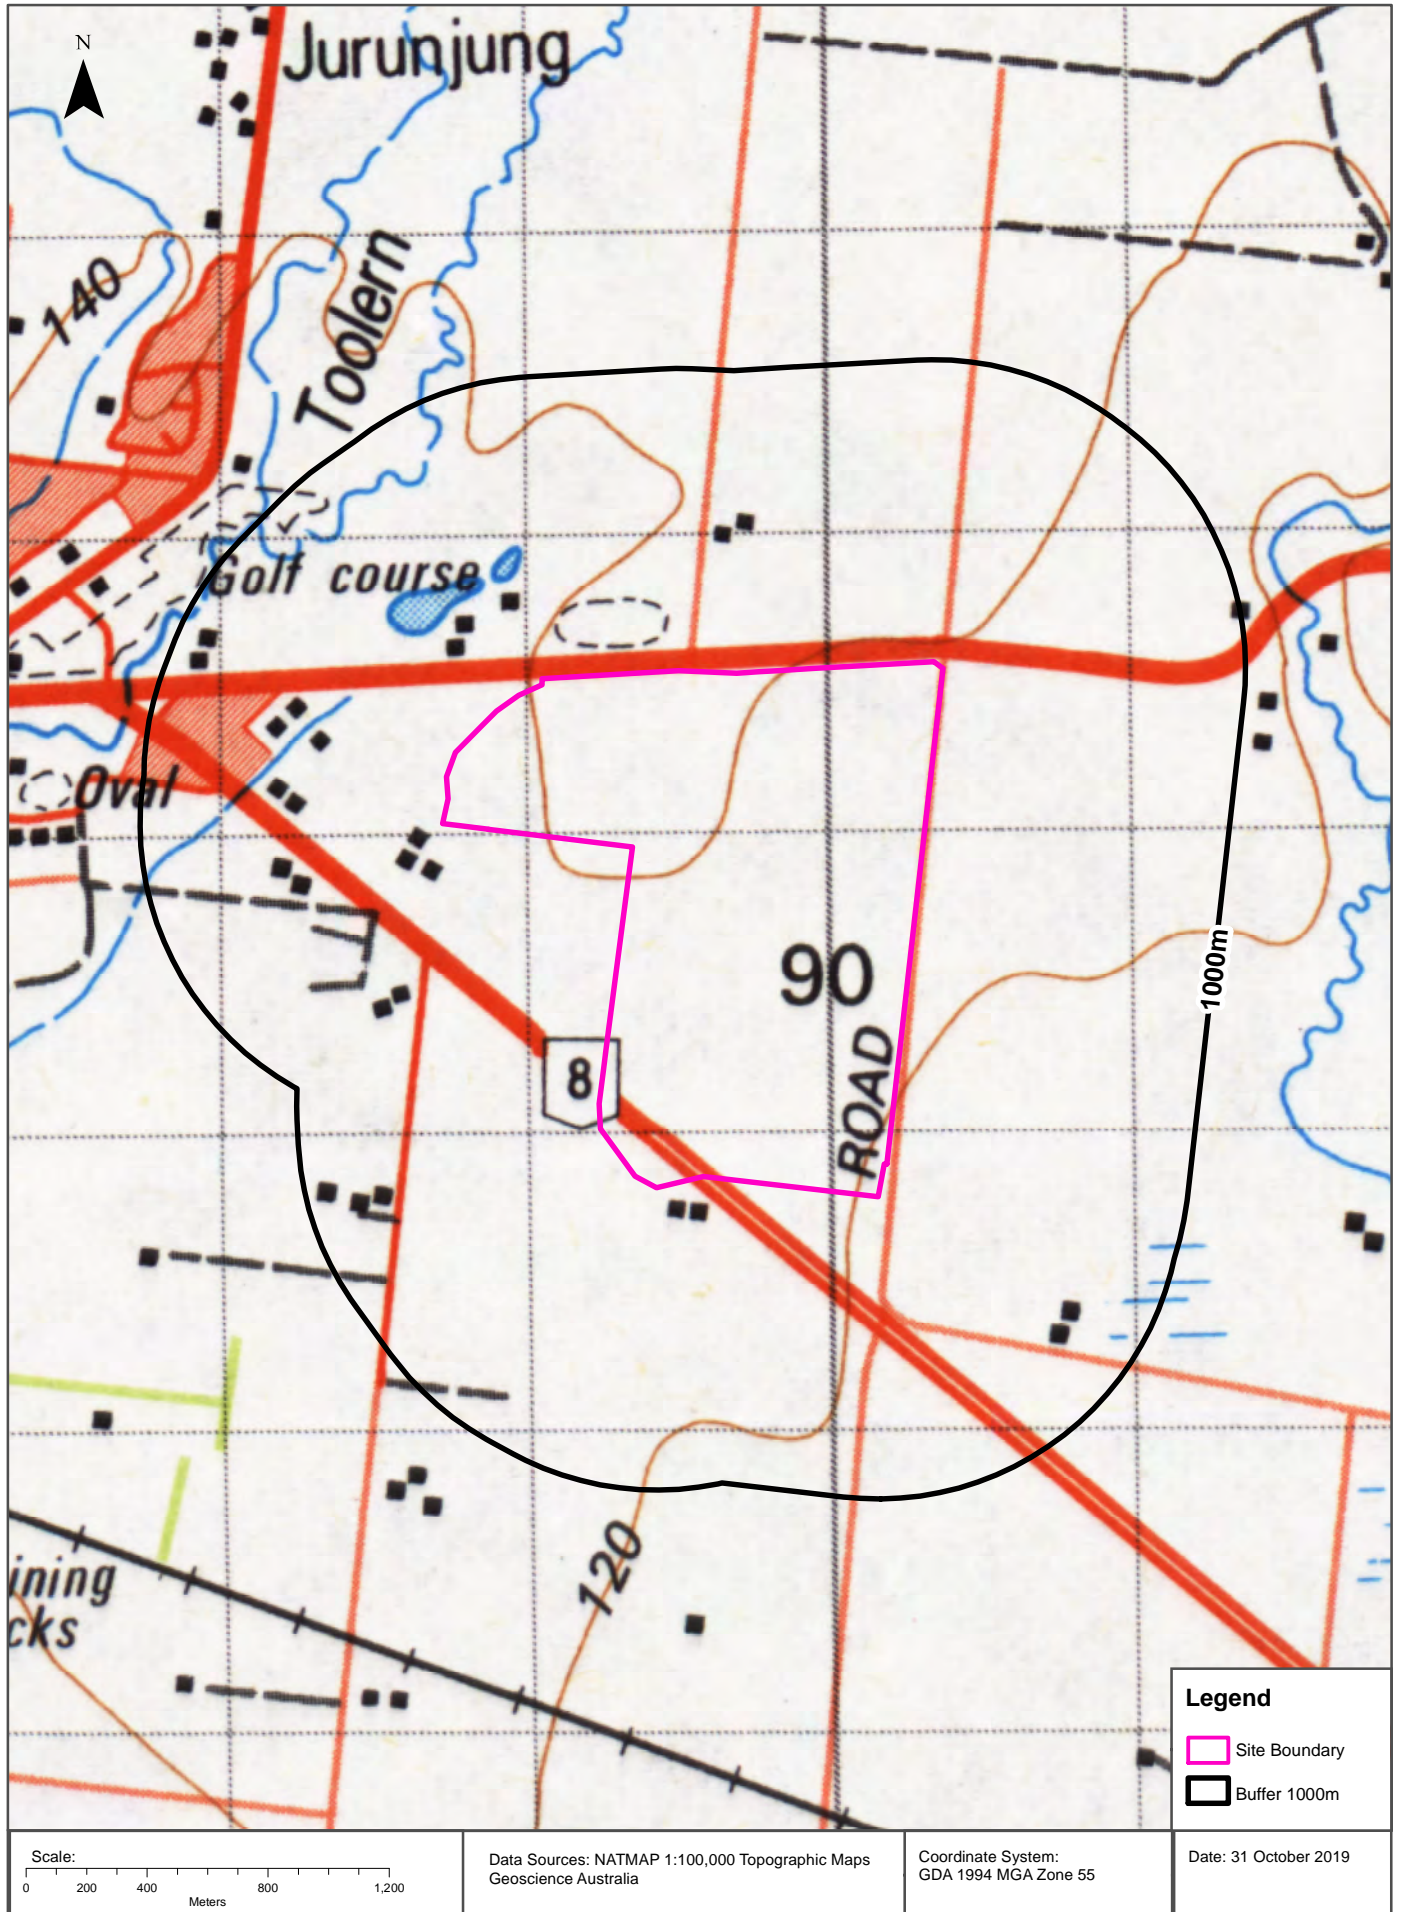 N
Jurunjung
140
Toolern
Golf course
Oval
90
1000m
8
ROAD
120
ining
cks
Legend
Site Boundary
Buffer 1000m
Scale:
0 200 400 800 1,200
Meters
Data Sources: NATMAP 1:100,000 Topographic Maps
Geoscience Australia
Coordinate System:
GDA 1994 MGA Zone 55
Date: 31 October 2019